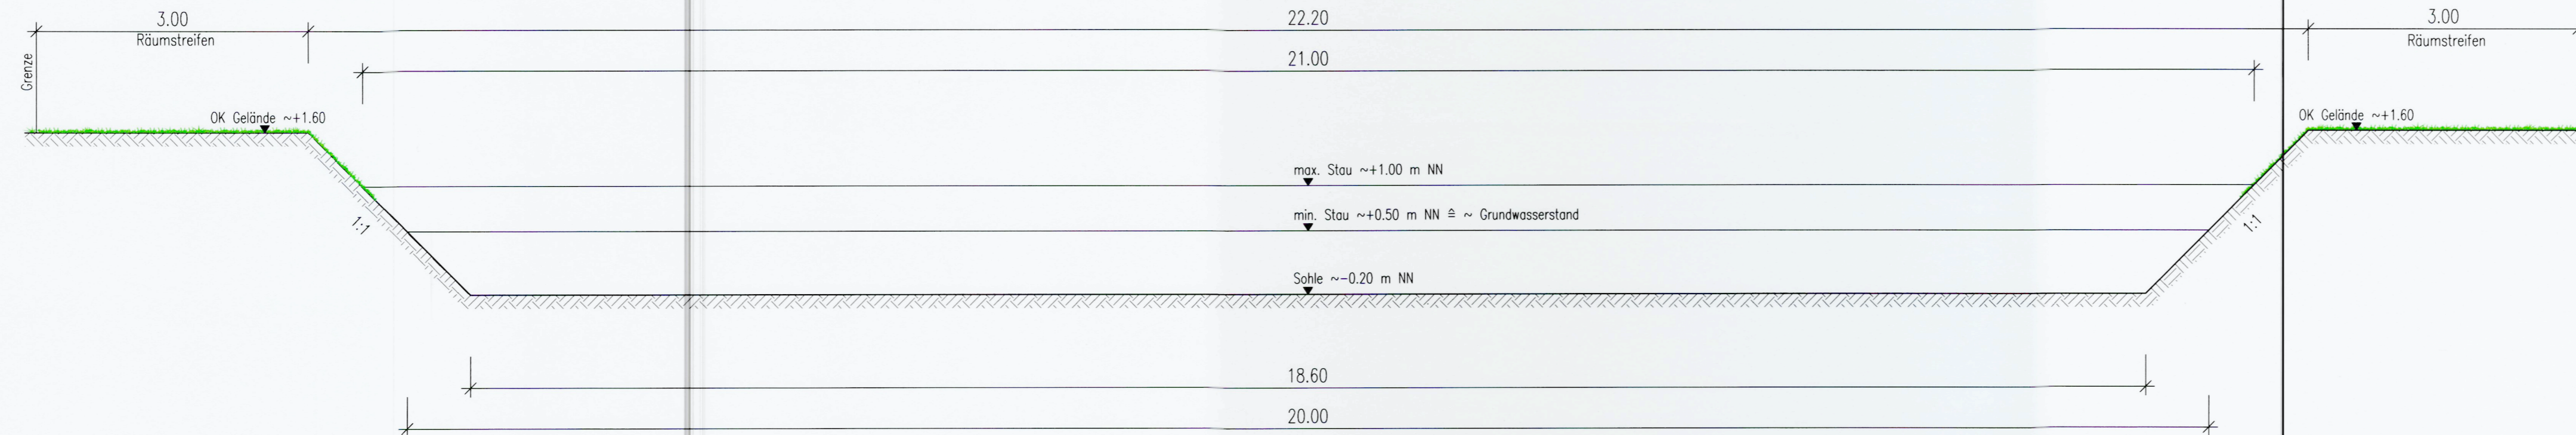 3.00
Räumstreifen
22.20
3.00
Räumstreifen
Grenze
21.00
OK Gelände ~+1.60
OK Gelände ~+1.60
max. Stau ~+1.00 m NN
1:1
min. Stau ~+0.50 m NN ≙ ~ Grundwasserstand
1:1
Sohle ~-0.20 m NN
18.60
20.00